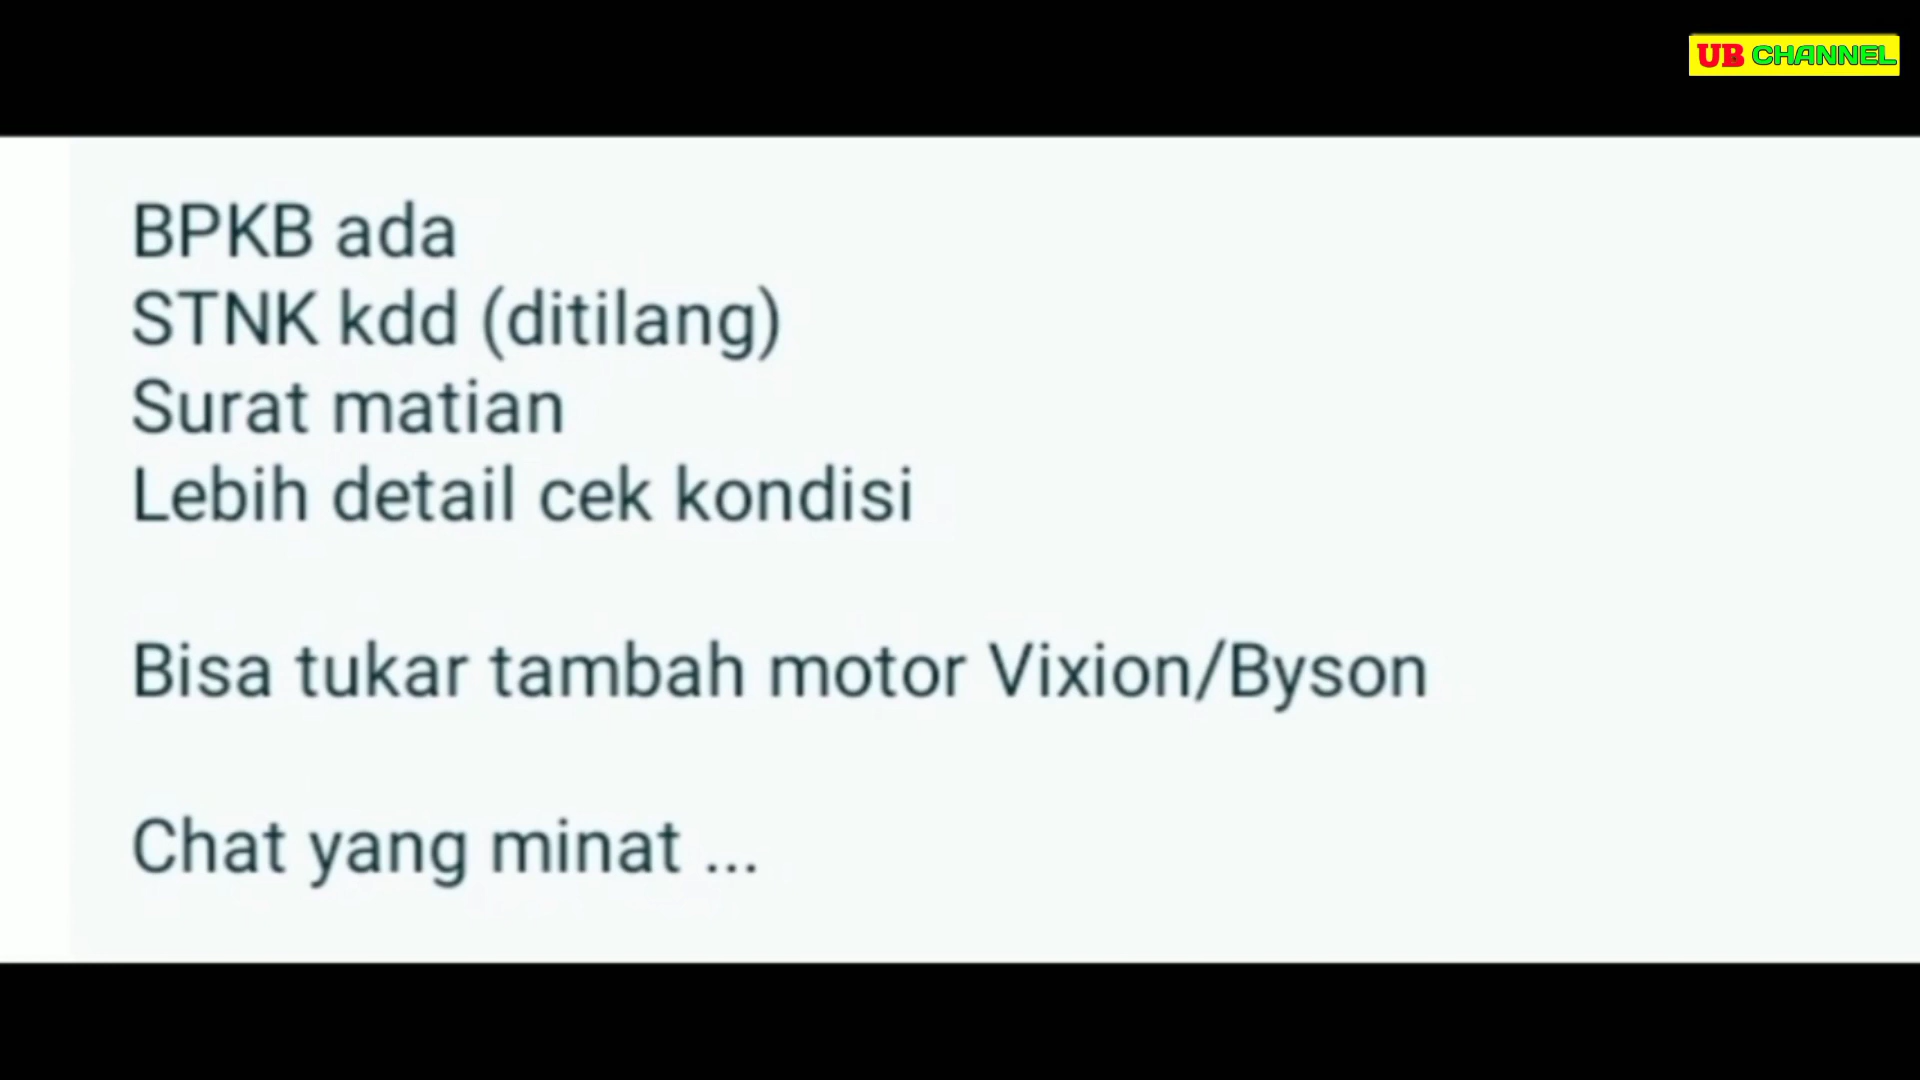 UB CHANNEL
BPKB ada
STNK kdd (ditilang)
Surat matian
Lebih detail cek kondisi
Bisa tukar tambah motor Vixion/Byson
Chat yang minat ...